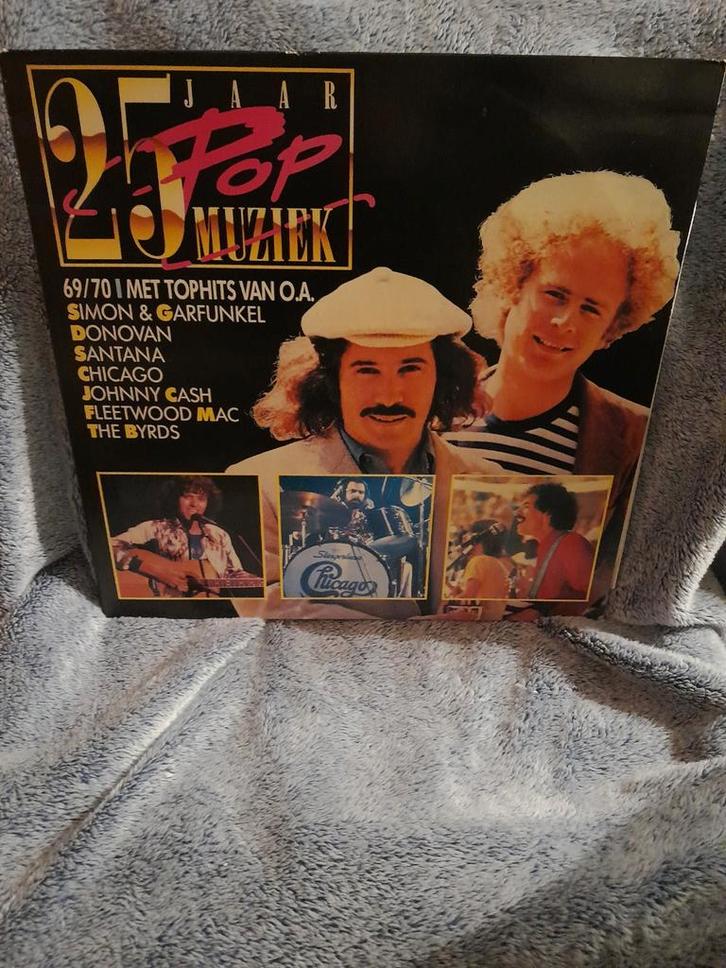 25 JAAR
Pop
MUZIEK
69/70 | MET TOPHITS VAN O.A.
SIMON & GARFUNKEL
DONOVAN
SANTANA
CHICAGO
JOHNNY CASH
FLEETWOOD MAC
THE BYRDS
Slingerland
Chicago